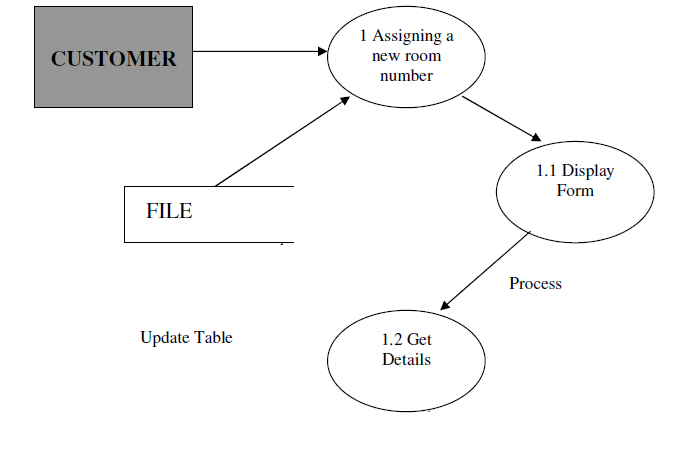 CUSTOMER
1 Assigning a
new room
number
1.1 Display
Form
FILE
Process
Update Table
1.2 Get
Details